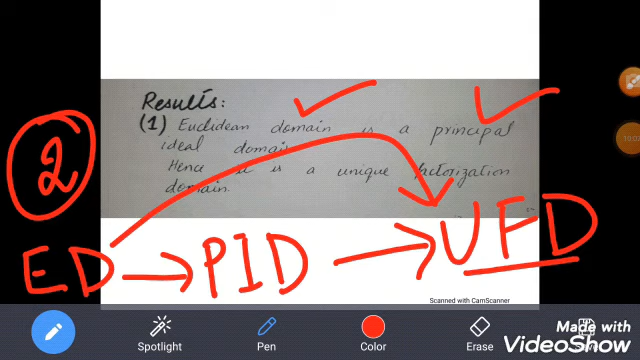 Results:
(1) Euclidean domain is a principal
ideal domain
Hence it is a unique factorization
domain
2
ED → PID → UFD
Scanned with CamScanner
Spotlight
Pen
Color
Erase
Made with
VideoShow